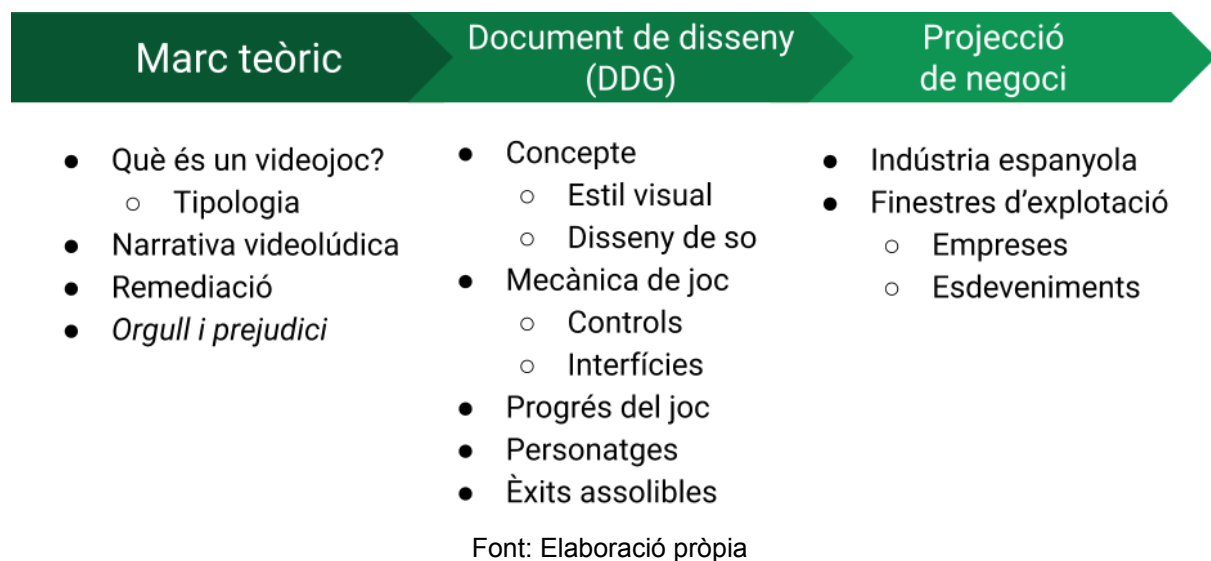 Marc teòric
Document de disseny
(DDG)
Projecció
de negoci
● Què és un videojoc?
○ Tipologia
● Narrativa videolúdica
● Remediació
● Orgull i prejudici
● Concepte
○ Estil visual
○ Disseny de so
● Mecànica de joc
○ Controls
○ Interfícies
● Progrés del joc
● Personatges
● Èxits assolibles
● Indústria espanyola
● Finestres d’explotació
○ Empreses
○ Esdeveniments
Font: Elaboració pròpia